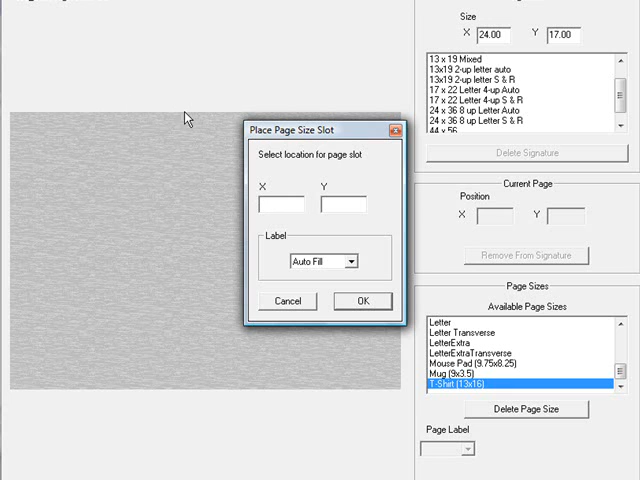 Size
X 24.00 Y 17.00
13 x 19 Mixed
13x19 2-up letter auto
13x19 2-up letter S & R
17 x 22 Letter 4-up Auto
17 x 22 Letter 4-up S & R
24 x 36 8 up Letter Auto
24 x 36 8 up Letter S & R
44 x 56
Delete Signature
Place Page Size Slot
Select location for page slot
X Y
Label
Auto Fill
Cancel OK
Current Page
Position
X Y
Remove From Signature
Page Sizes
Available Page Sizes
Letter
Letter Transverse
LetterExtra
LetterExtraTransverse
Mouse Pad (9.75x8.25)
Mug (9x3.5)
T-Shirt (13x16)
Delete Page Size
Page Label